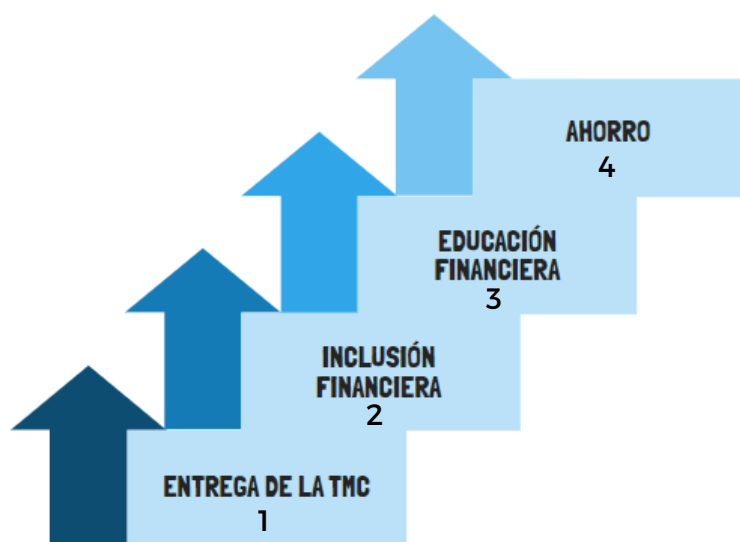 AHORRO
4
EDUCACIÓN
FINANCIERA
3
INCLUSIÓN
FINANCIERA
2
ENTREGA DE LA TMC
1